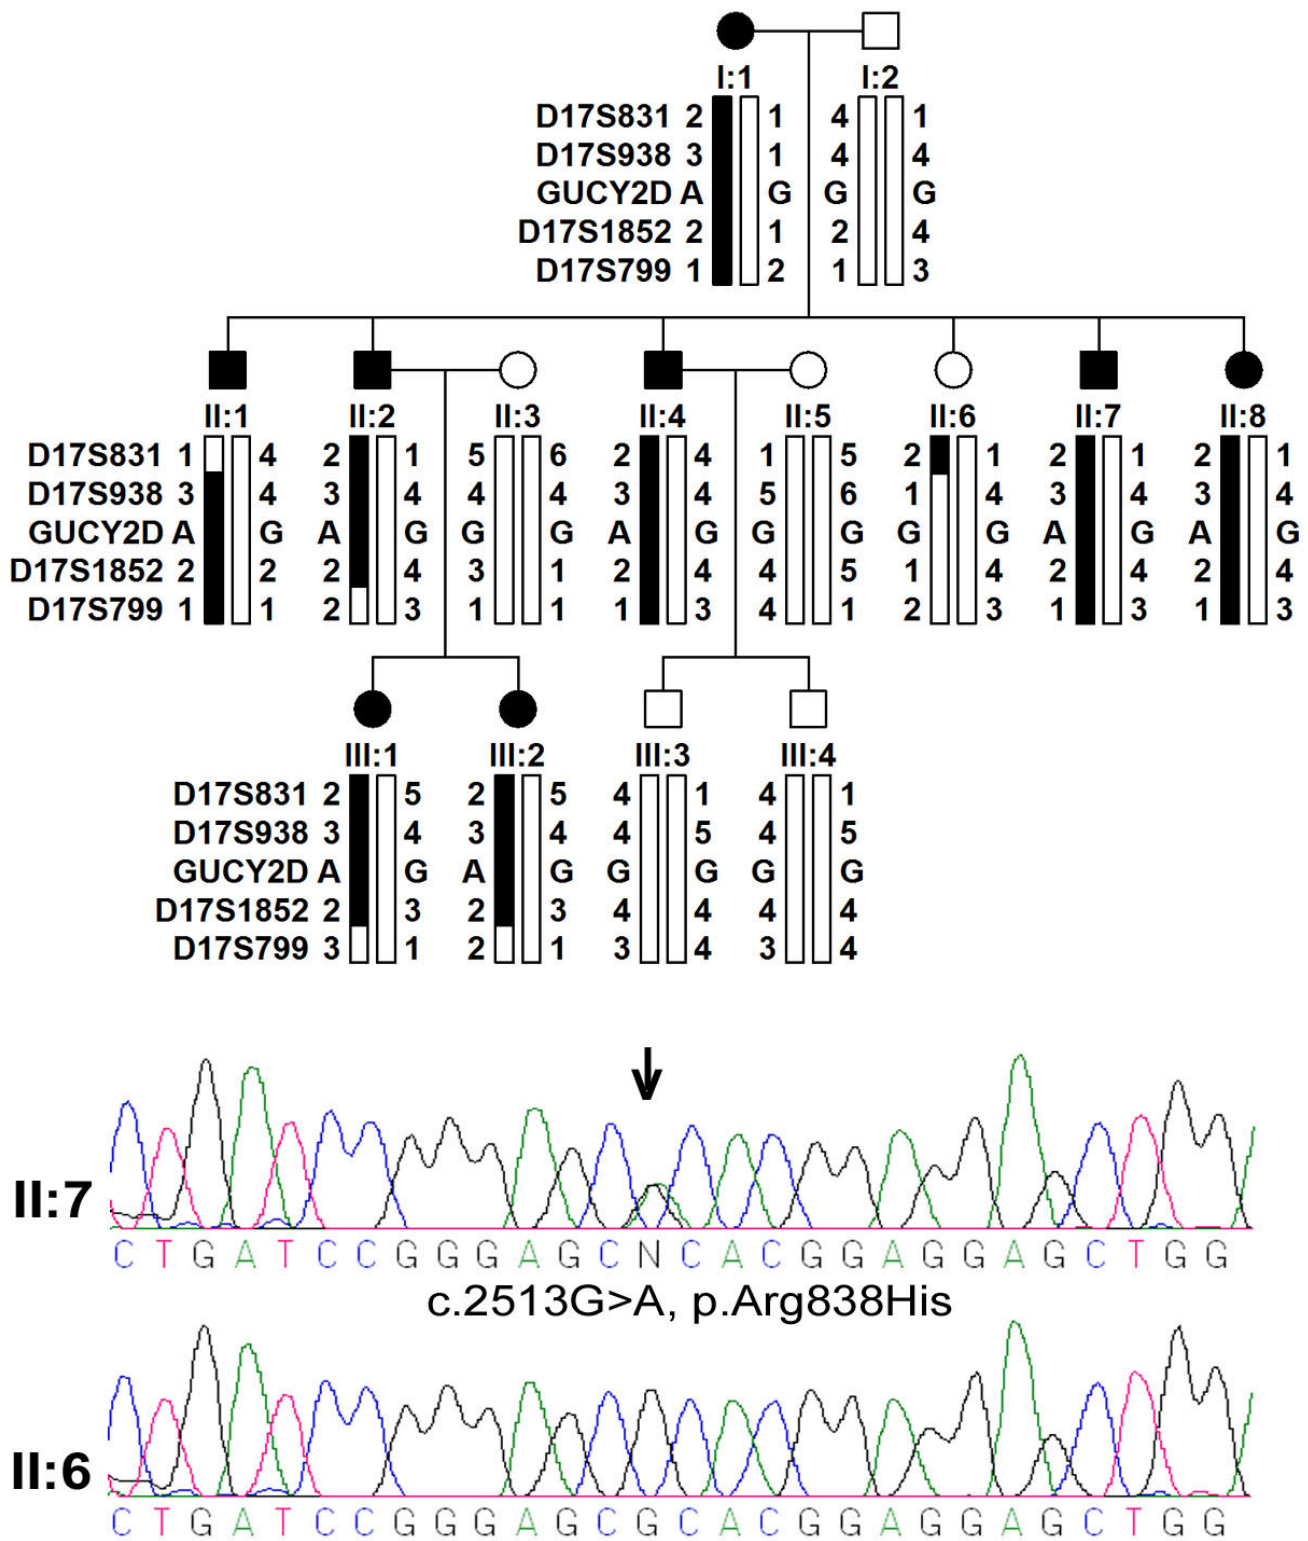 I:1 I:2
D17S831 2 1 4 1
D17S938 3 1 4 4
GUCY2D A G G G
D17S1852 2 1 2 4
D17S799 1 2 1 3
II:1 II:2 II:3 II:4 II:5 II:6 II:7 II:8
D17S831 1 4 2 1 5 6 2 4 1 5 2 1 2 1 2 1
D17S938 3 4 3 4 4 4 3 4 5 6 1 4 3 4 3 4
GUCY2D A G A G G G A G G G G G A G A G
D17S1852 2 2 2 4 3 1 2 4 4 5 1 4 2 4 2 4
D17S799 1 1 2 3 1 1 1 3 4 1 2 3 1 3 1 3
III:1 III:2 III:3 III:4
D17S831 2 5 2 5 4 1 4 1
D17S938 3 4 3 4 4 5 4 5
GUCY2D A G A G G G G G
D17S1852 2 3 2 3 4 4 4 4
D17S799 3 1 2 1 3 4 3 4
II:7
C T G A T C C G G G A G C N C A C G G A G G A G C T G G
c.2513G>A, p.Arg838His
II:6
C T G A T C C G G G A G C G C A C G G A G G A G C T G G